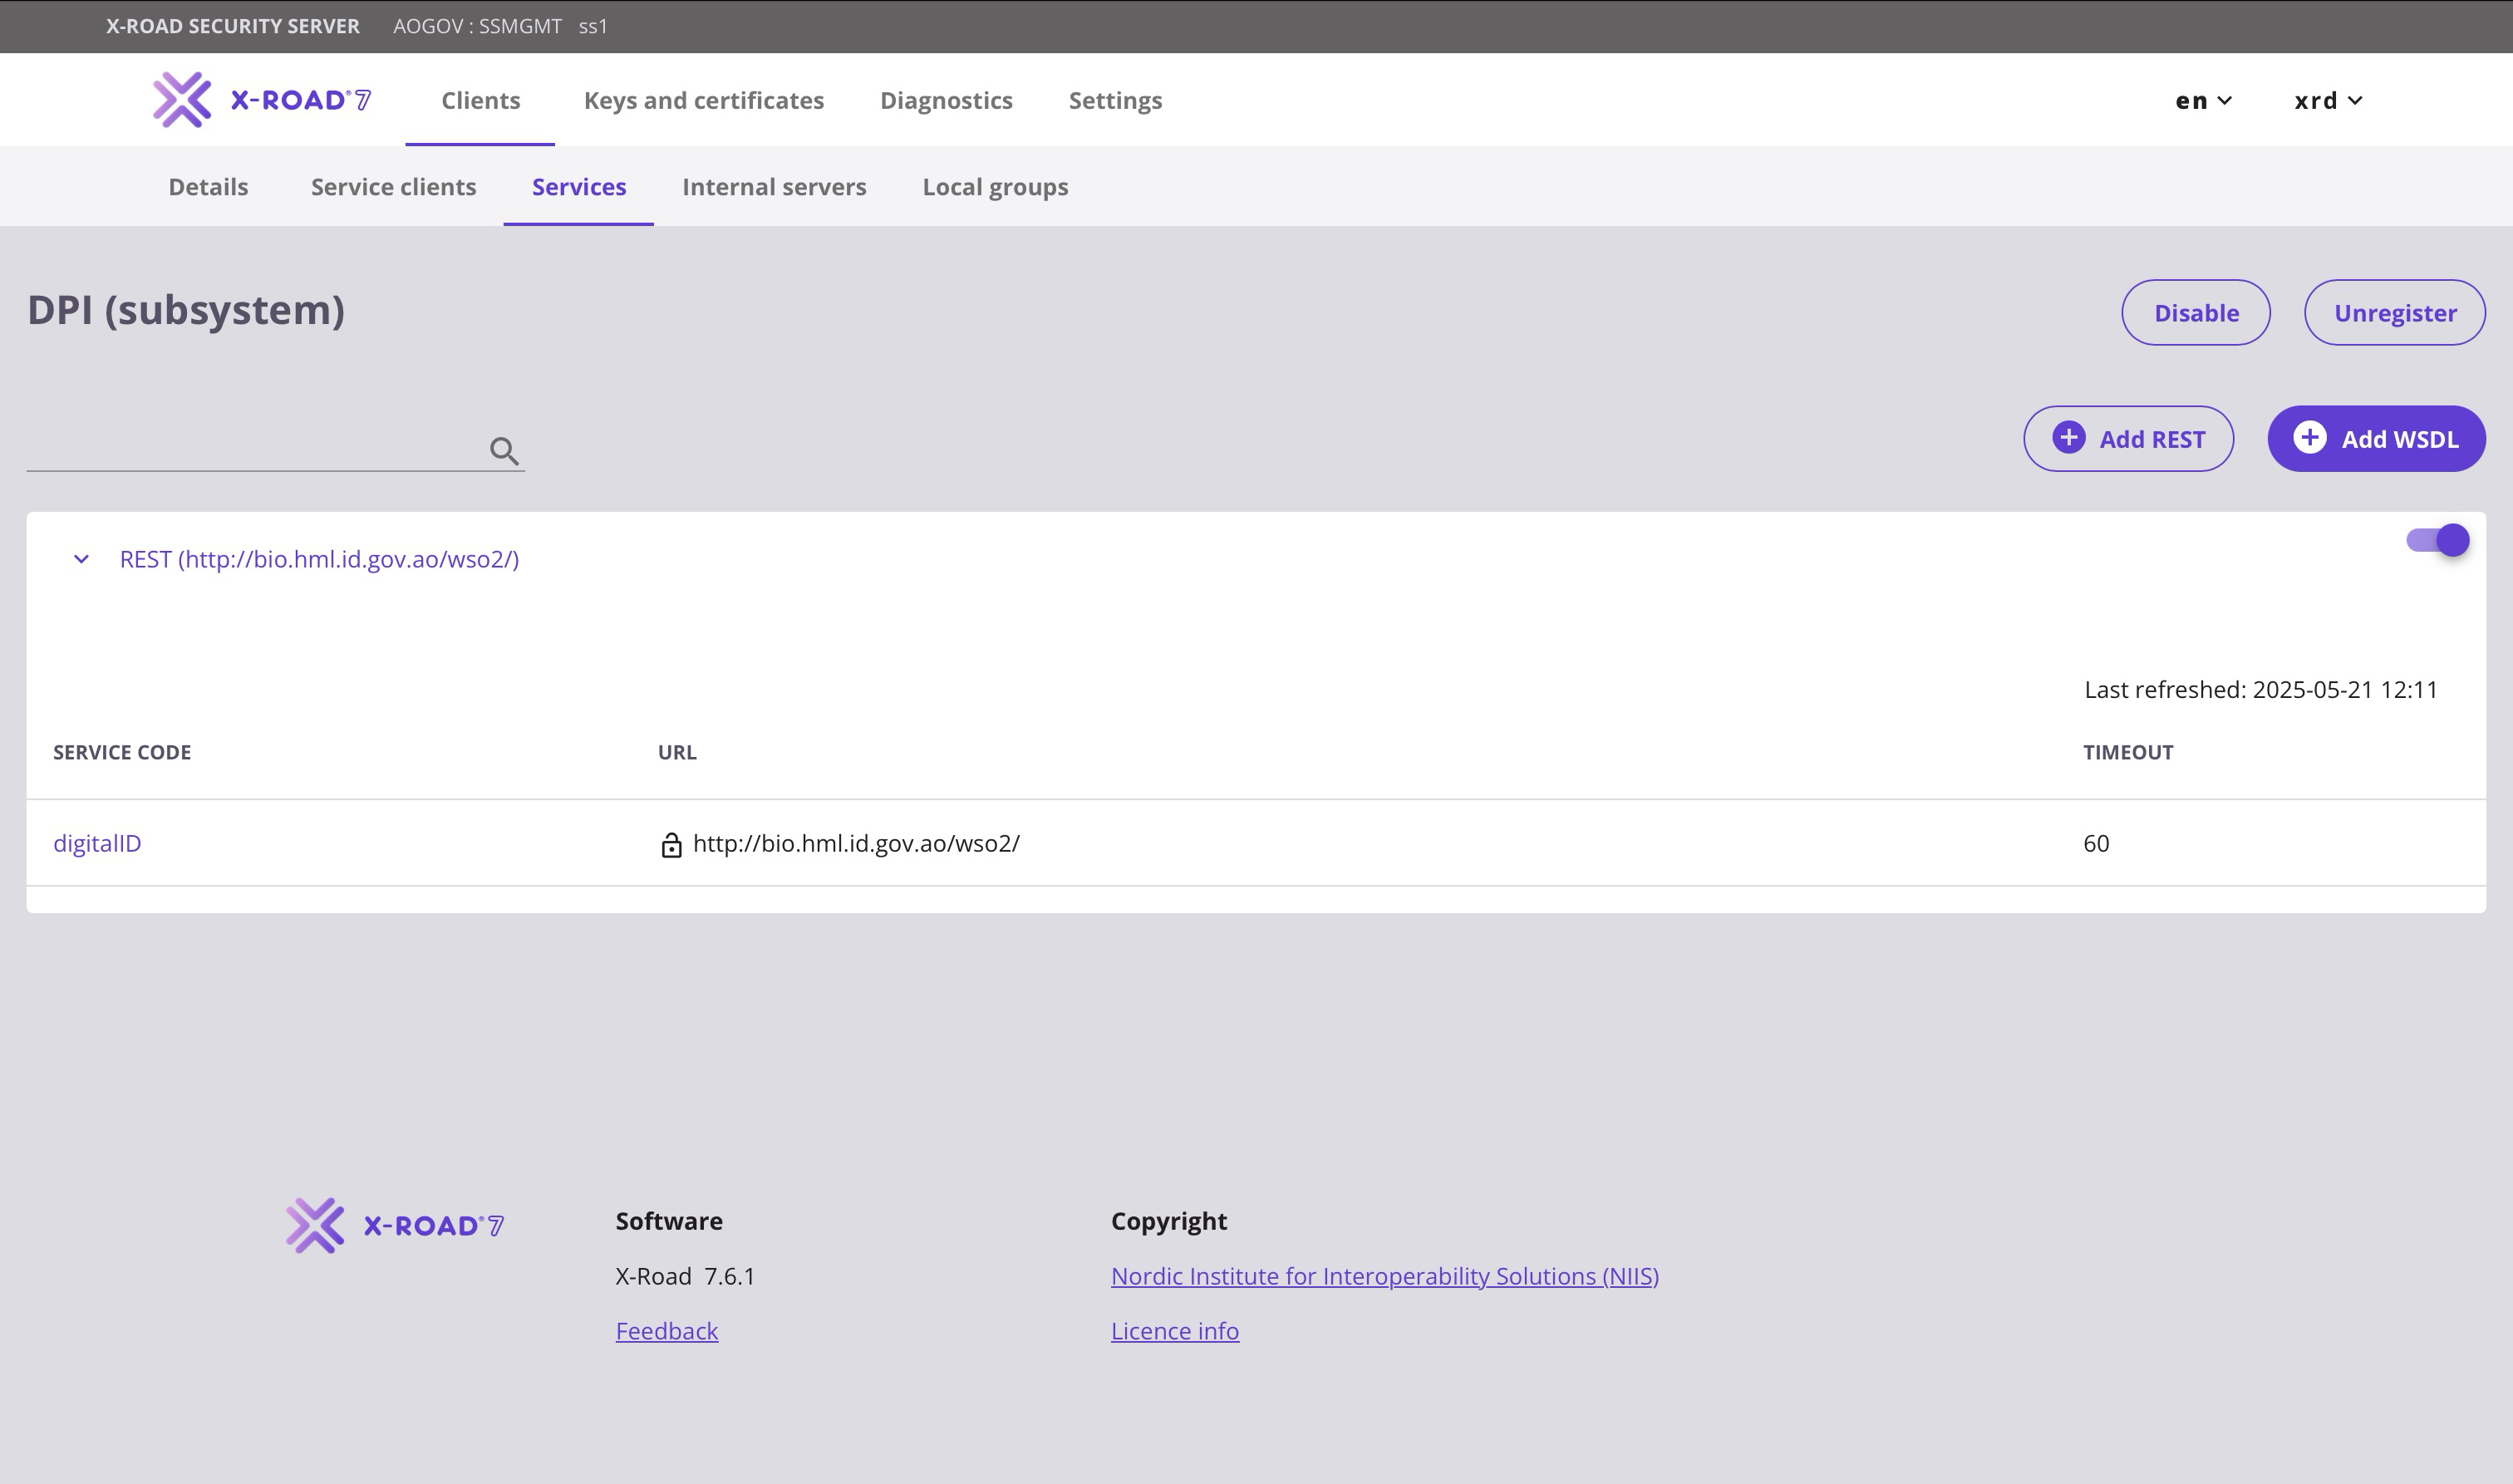 X-ROAD SECURITY SERVER AOGOV : SSMGMT ss1
X-ROAD® 7 Clients Keys and certificates Diagnostics Settings en xrd
Details Service clients Services Internal servers Local groups
DPI (subsystem) Disable Unregister
Add REST Add WSDL
REST (http://bio.hml.id.gov.ao/wso2/)
Last refreshed: 2025-05-21 12:11
SERVICE CODE URL TIMEOUT
digitalID http://bio.hml.id.gov.ao/wso2/ 60
X-ROAD® 7 Software Copyright
X-Road 7.6.1 Nordic Institute for Interoperability Solutions (NIIS)
Feedback Licence info